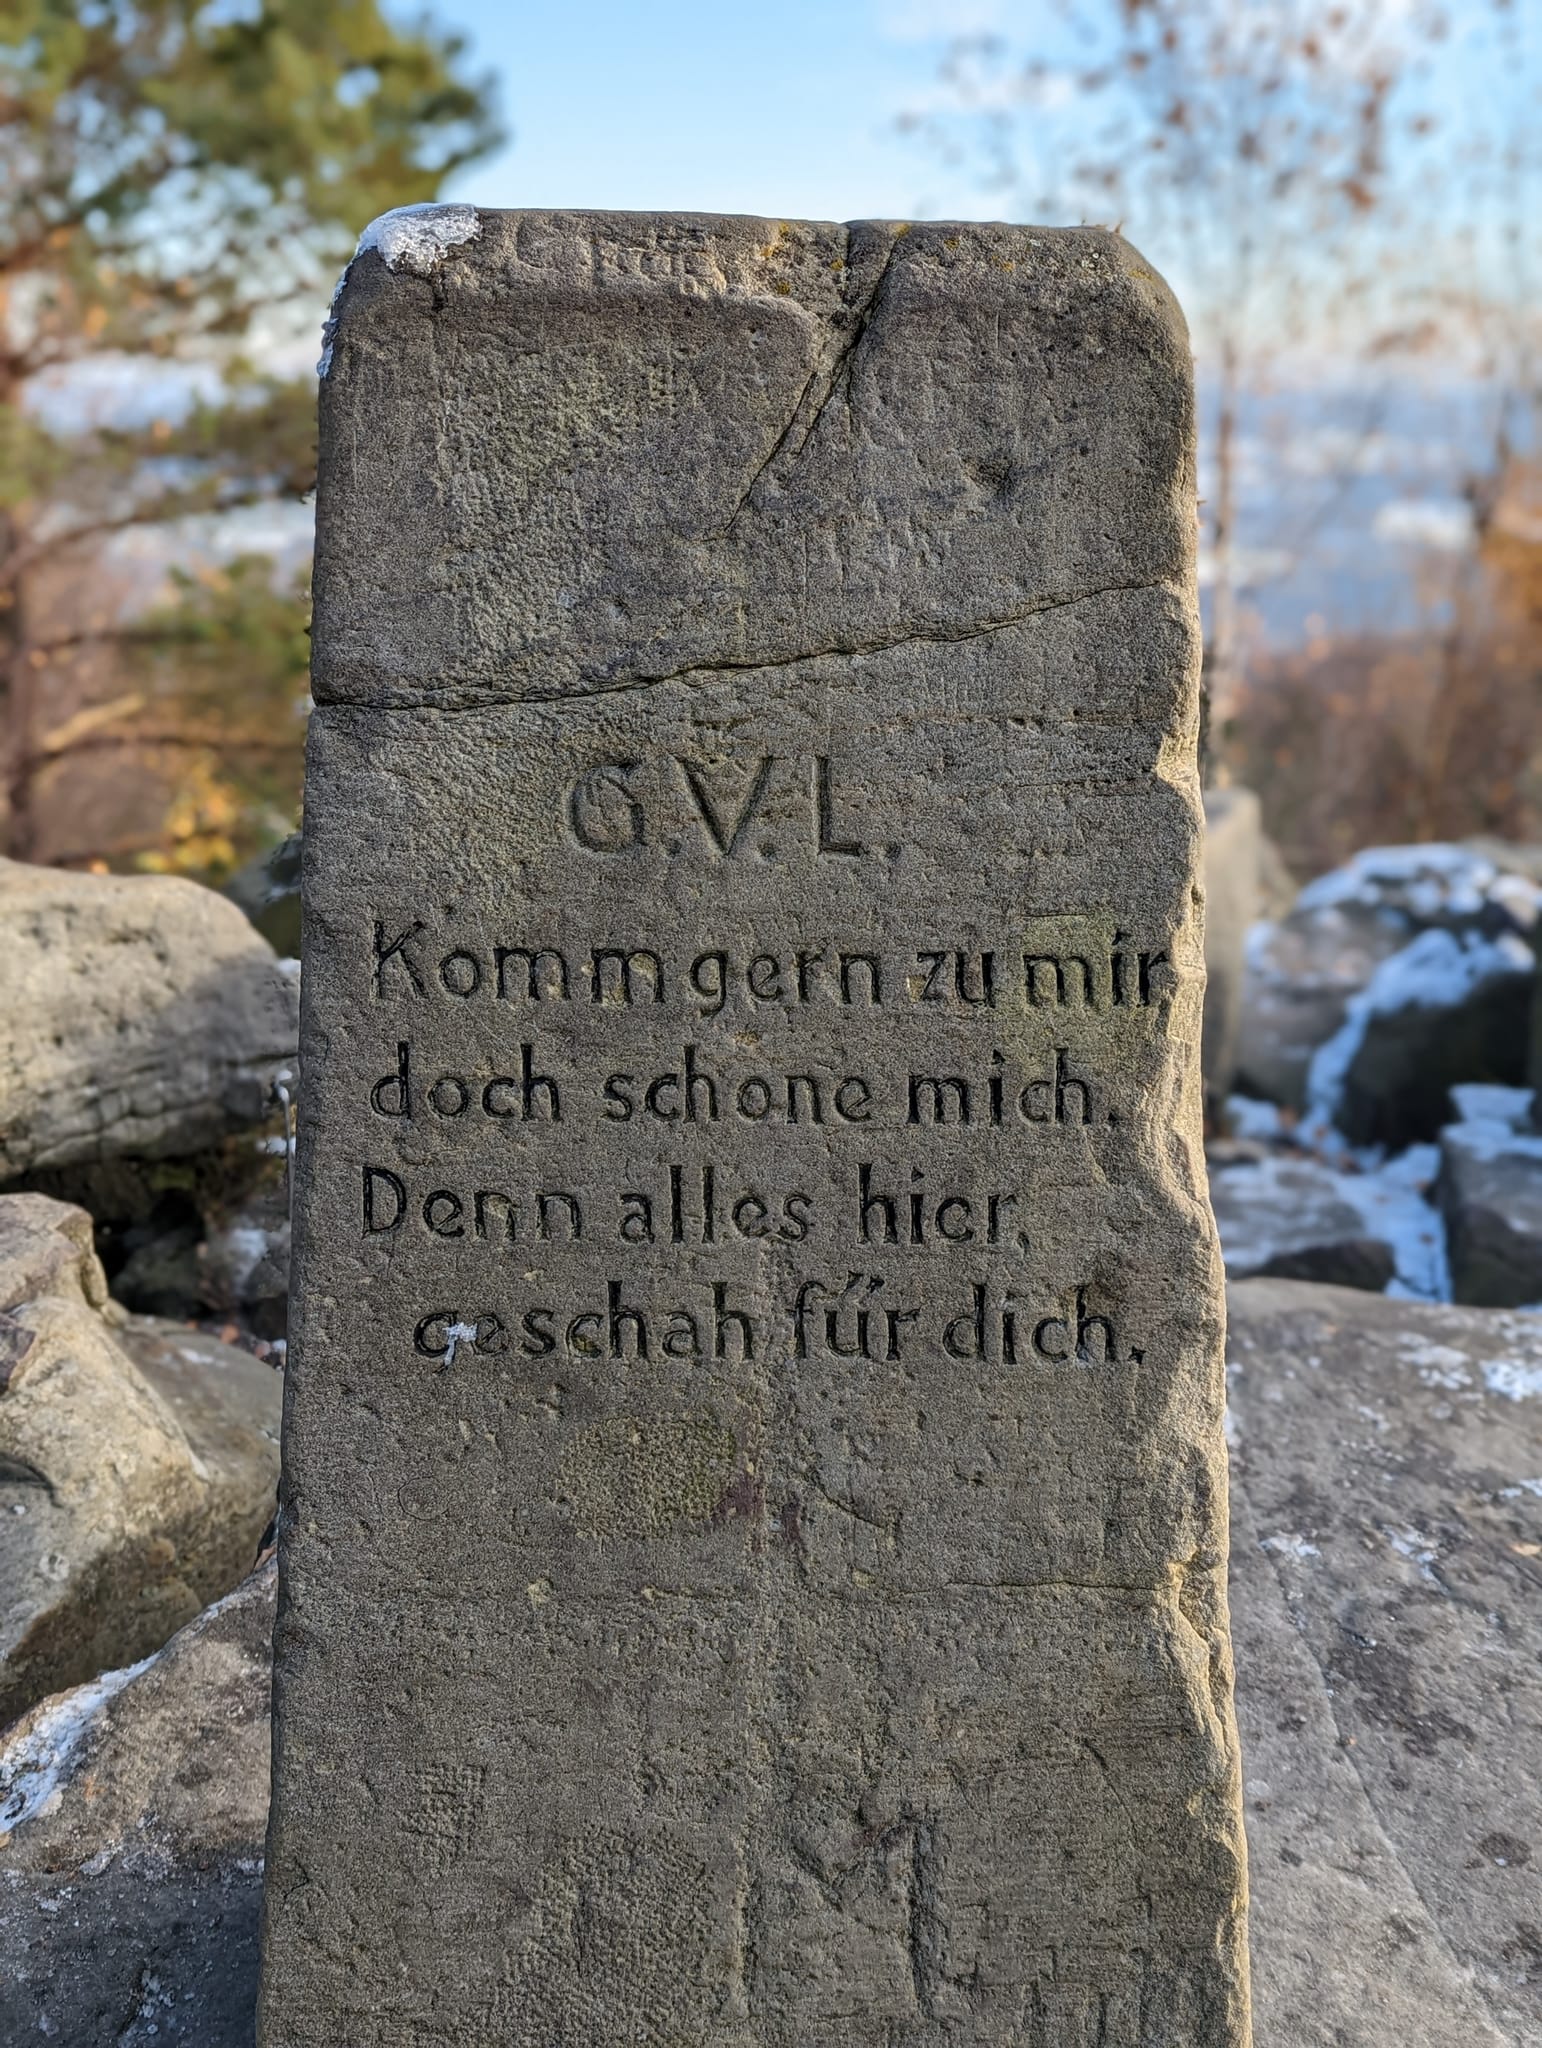 G.V.L.
Komm gern zu mir,
doch schone mich.
Denn alles hier,
geschah für dich.